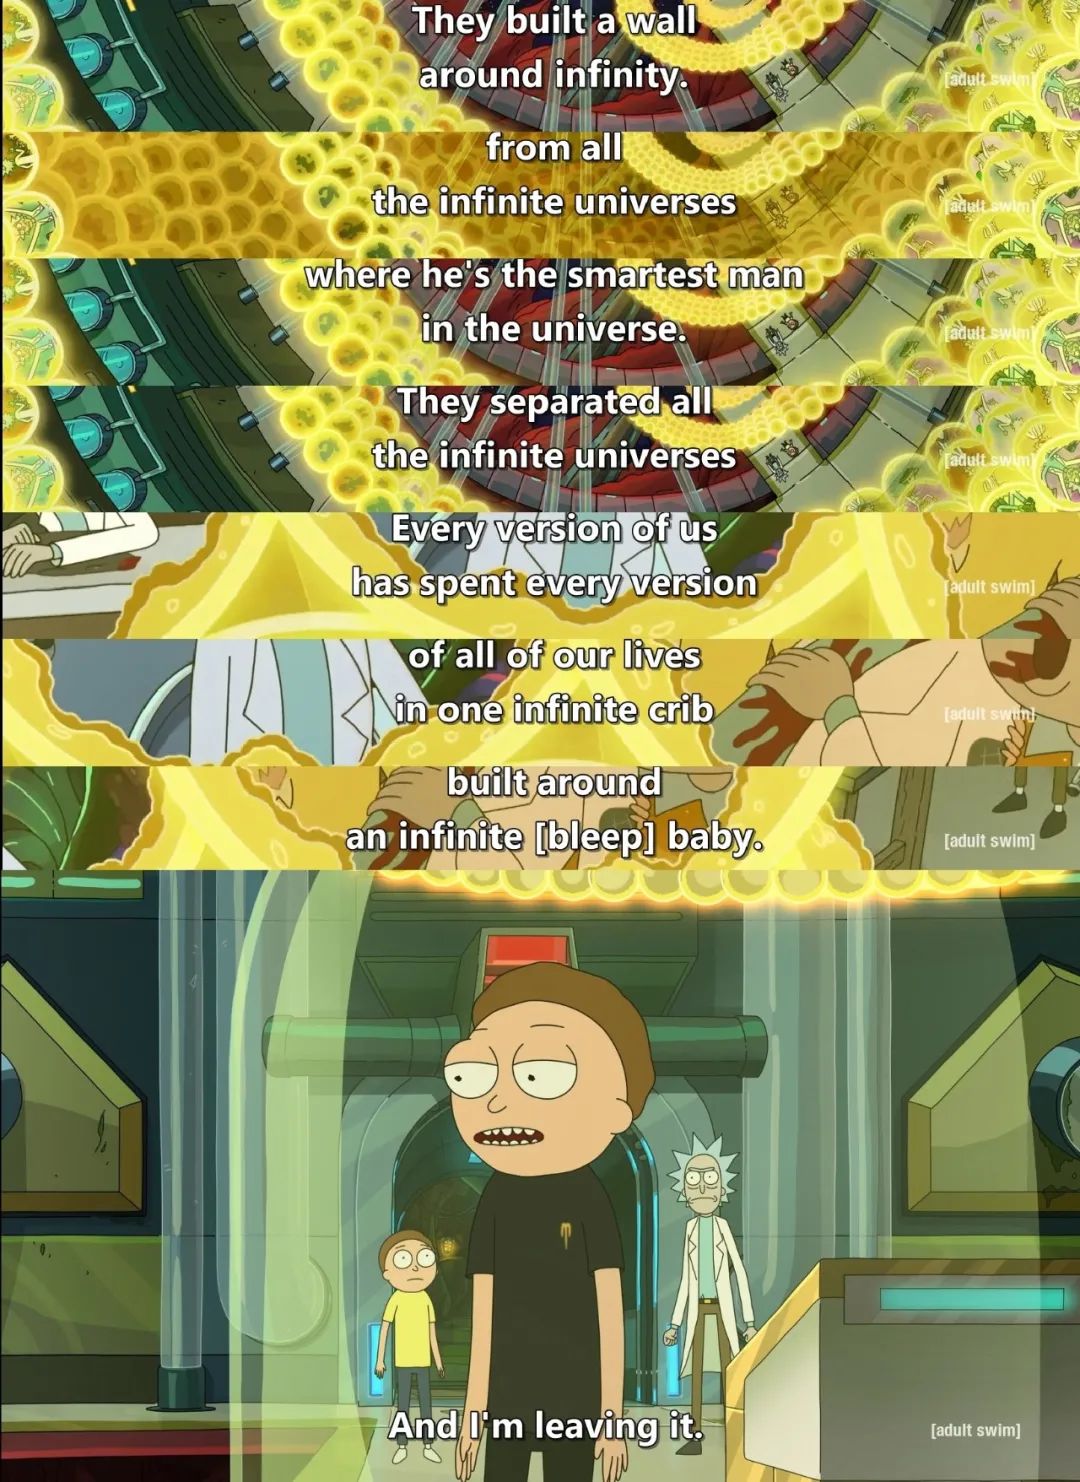 They built a wall
around infinity.
[adult swim]
from all
the infinite universes
[adult swim]
where he's the smartest man
in the universe.
[adult swim]
They separated all
the infinite universes
[adult swim]
Every version of us
has spent every version
[adult swim]
of all of our lives
in one infinite crib
[adult swim]
built around
an infinite [bleep] baby.
[adult swim]
And I'm leaving it.
[adult swim]